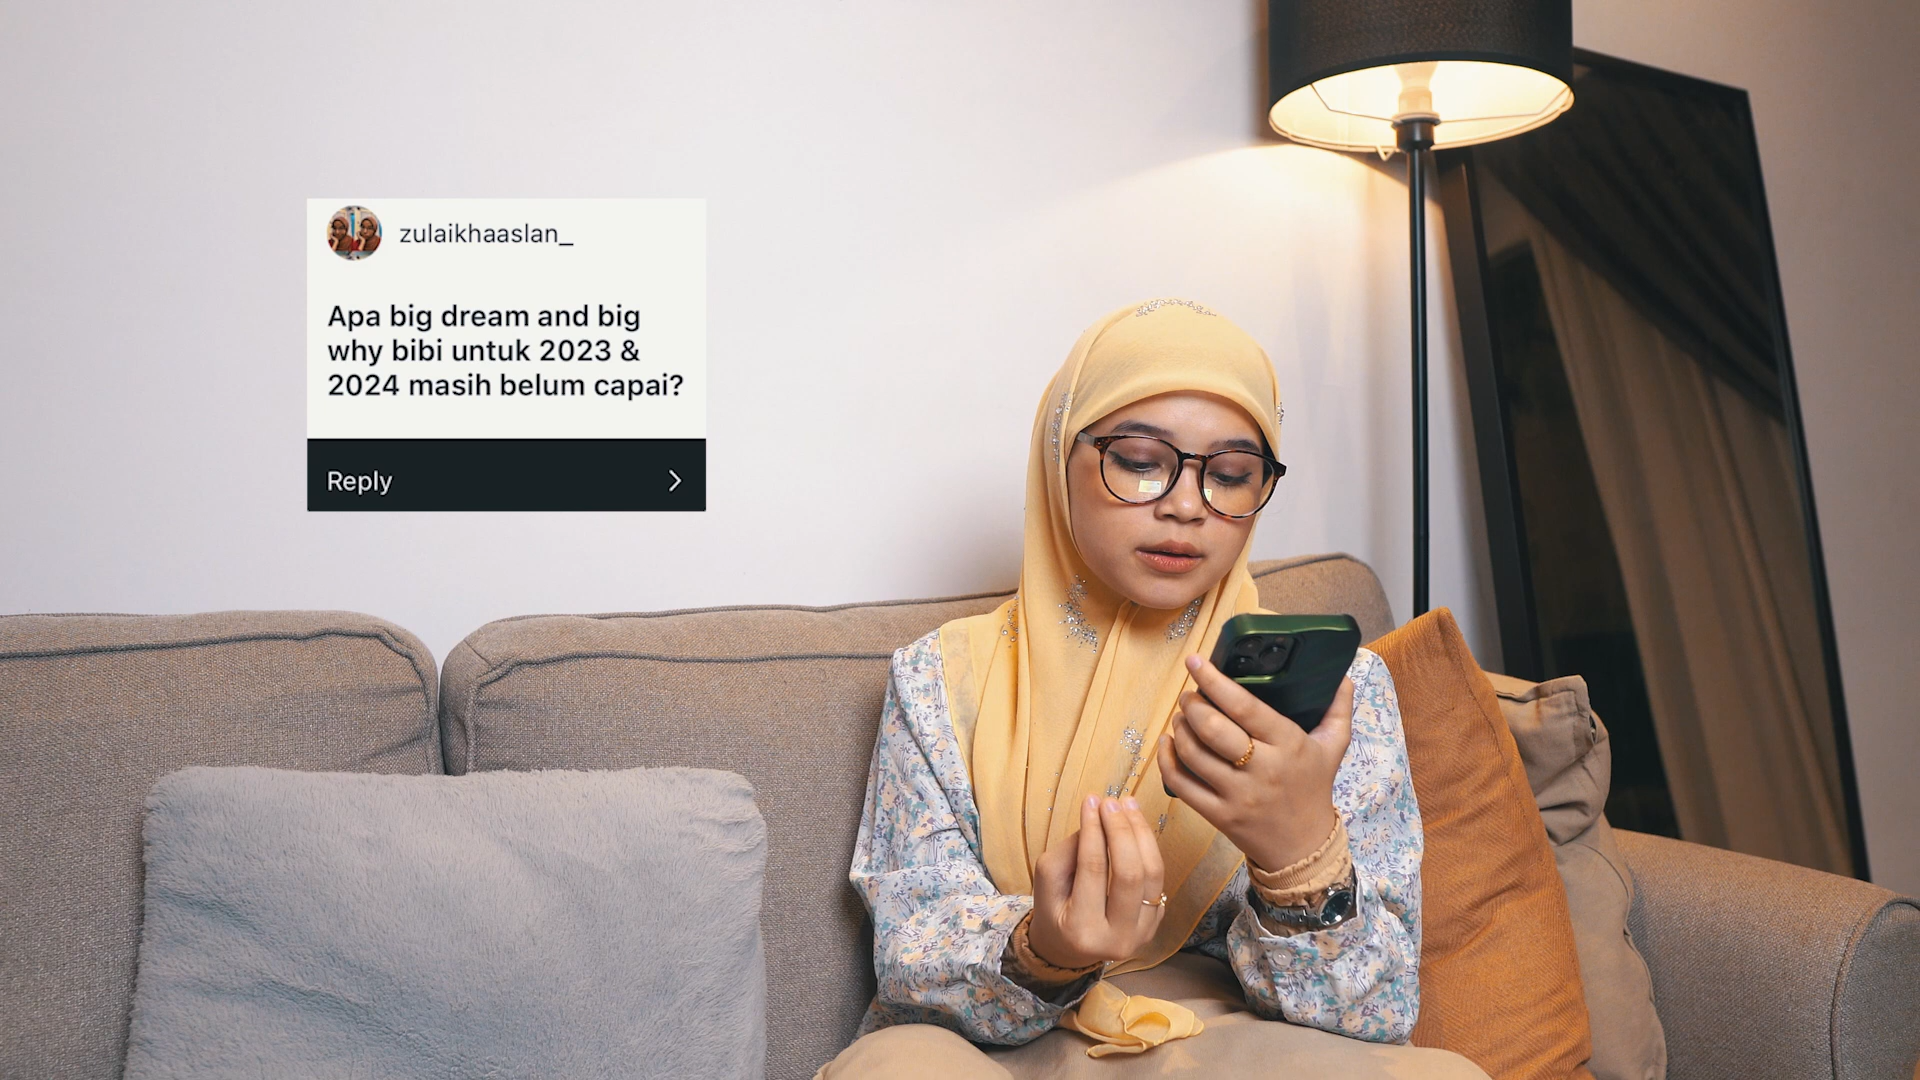 zulaikhaaslan_
Apa big dream and big
why bibi untuk 2023 &
2024 masih belum capai?
Reply